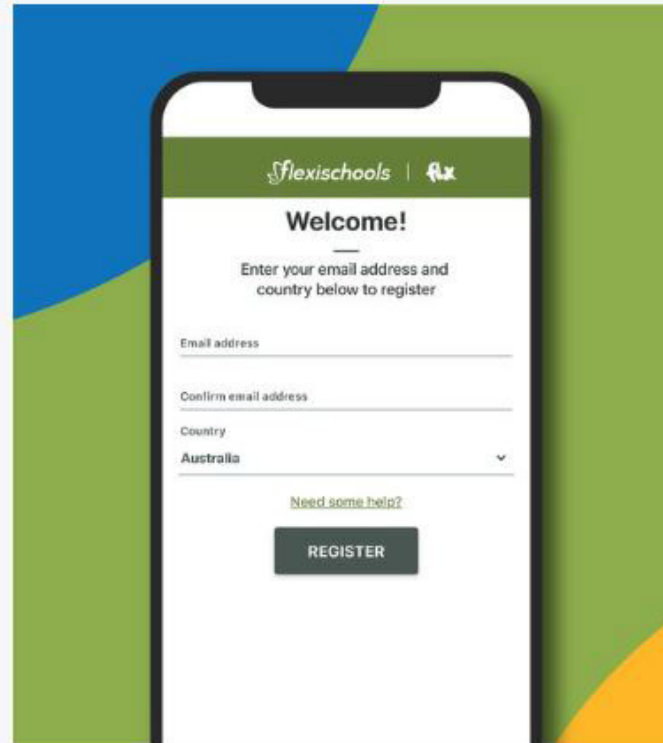 flexischools | flx
Welcome!
Enter your email address and
country below to register
Email address
Confirm email address
Country
Australia
Need some help?
REGISTER